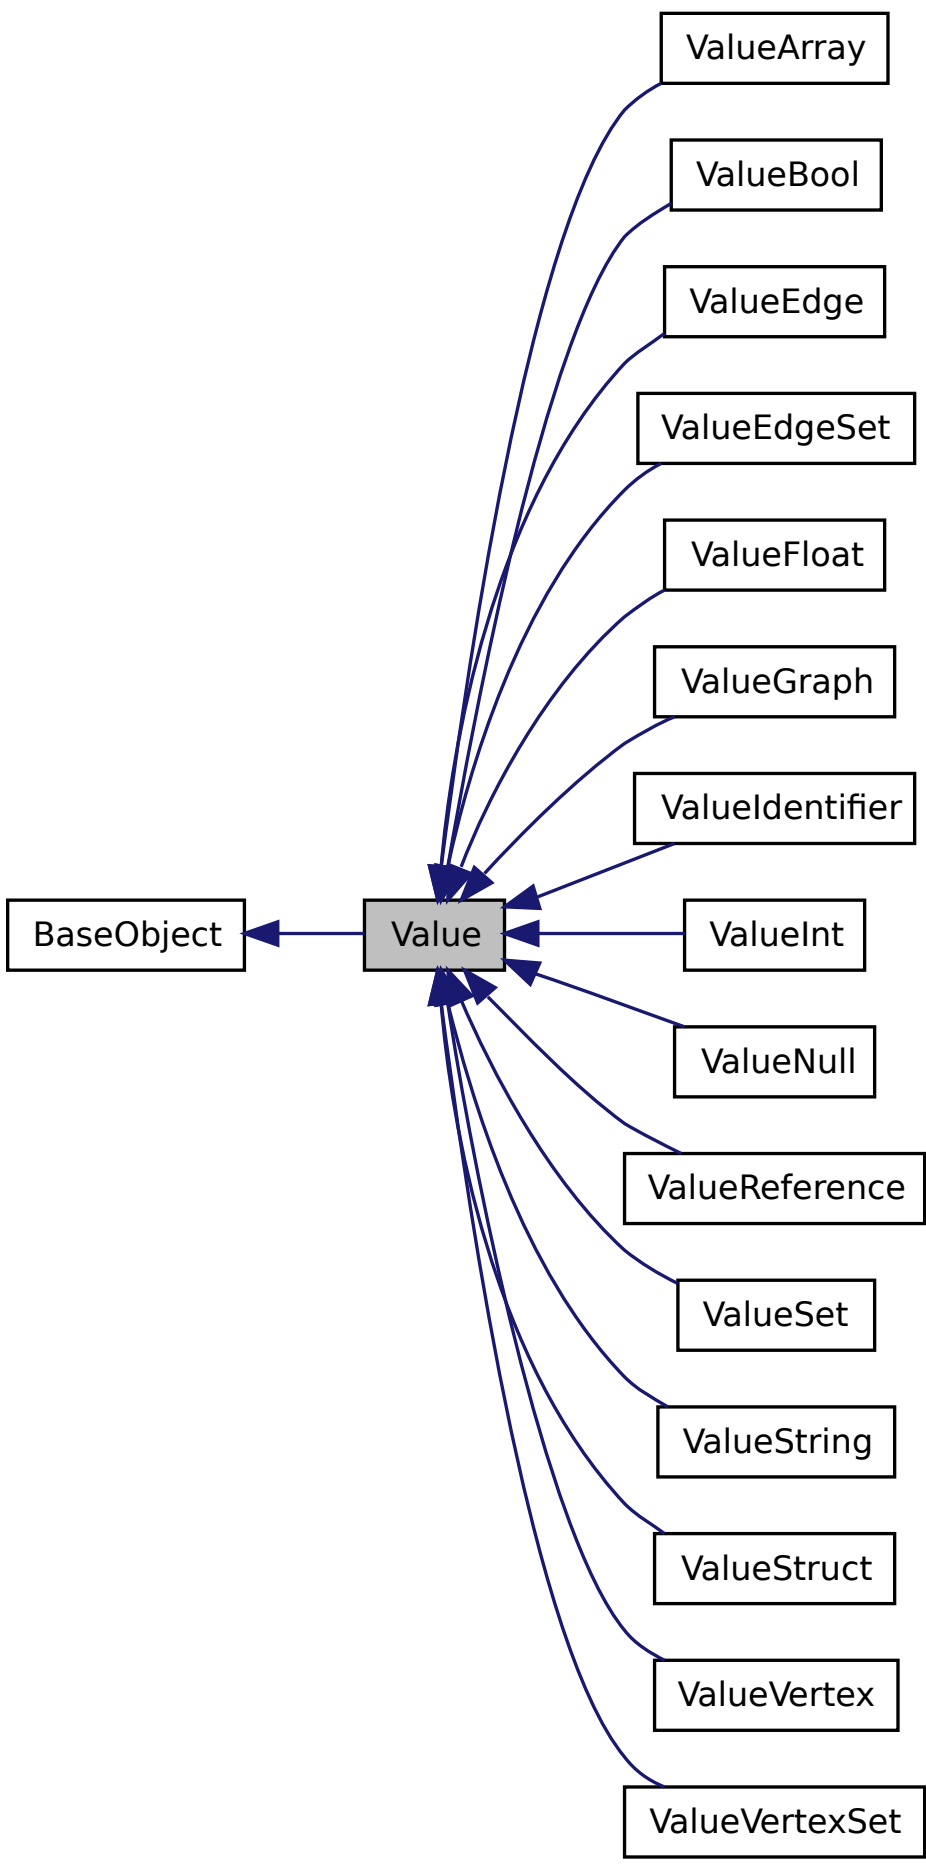 ValueArray
ValueBool
ValueEdge
ValueEdgeSet
ValueFloat
ValueGraph
ValueIdentifier
BaseObject
Value
ValueInt
ValueNull
ValueReference
ValueSet
ValueString
ValueStruct
ValueVertex
ValueVertexSet